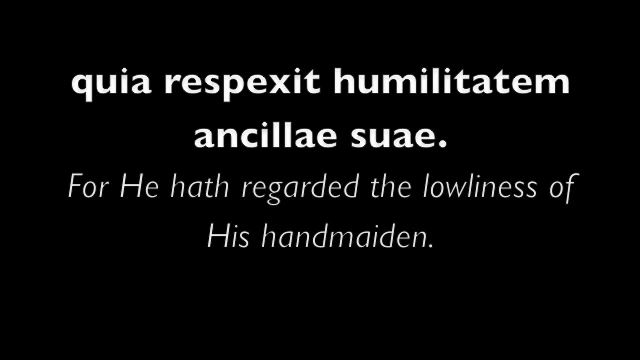 quia respexit humilitatem
ancillae suae.
For He hath regarded the lowliness of
His handmaiden.